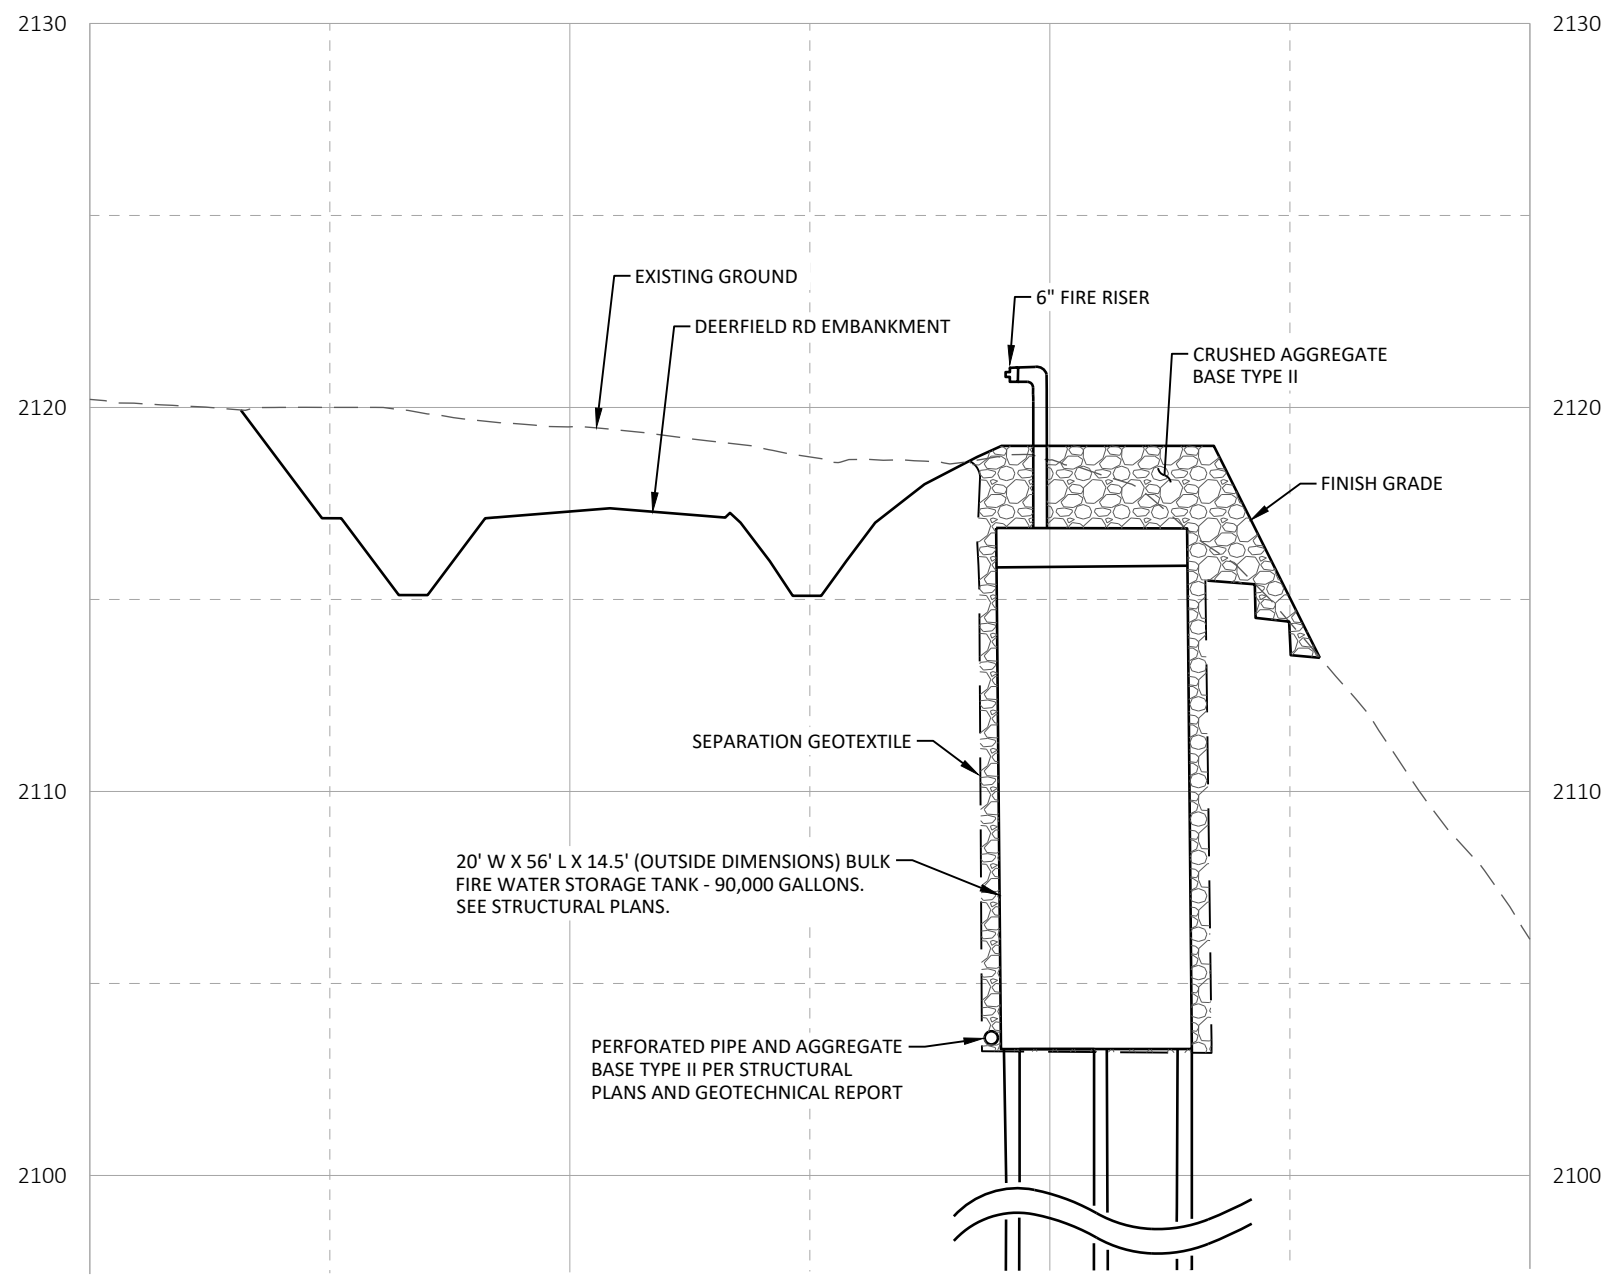 2130
2130
EXISTING GROUND
6" FIRE RISER
DEERFIELD RD EMBANKMENT
CRUSHED AGGREGATE
BASE TYPE II
2120
2120
FINISH GRADE
SEPARATION GEOTEXTILE
2110
2110
20' W X 56' L X 14.5' (OUTSIDE DIMENSIONS) BULK
FIRE WATER STORAGE TANK - 90,000 GALLONS.
SEE STRUCTURAL PLANS.
PERFORATED PIPE AND AGGREGATE
BASE TYPE II PER STRUCTURAL
PLANS AND GEOTECHNICAL REPORT
2100
2100